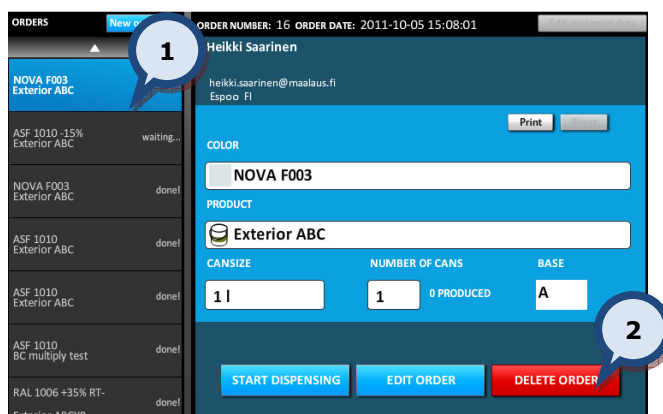 ORDERS
New
ORDER NUMBER: 16 ORDER DATE: 2011-10-05 15:08:01
Edit customer data
1
Heikki Saarinen
NOVA F003
Exterior ABC
heikki.saarinen@maalaus.fi
Espoo FI
ASF 1010 -15%
Exterior ABC
waiting...
Print
Reset
COLOR
NOVA F003
NOVA F003
Exterior ABC
done!
PRODUCT
Exterior ABC
ASF 1010
Exterior ABC
done!
CANSIZE
NUMBER OF CANS
BASE
1 l
1
0 PRODUCED
A
ASF 1010
Exterior ABC
done!
2
ASF 1010
BC multiply test
done!
START DISPENSING
EDIT ORDER
DELETE ORDER
RAL 1006 +35% RT-
done!